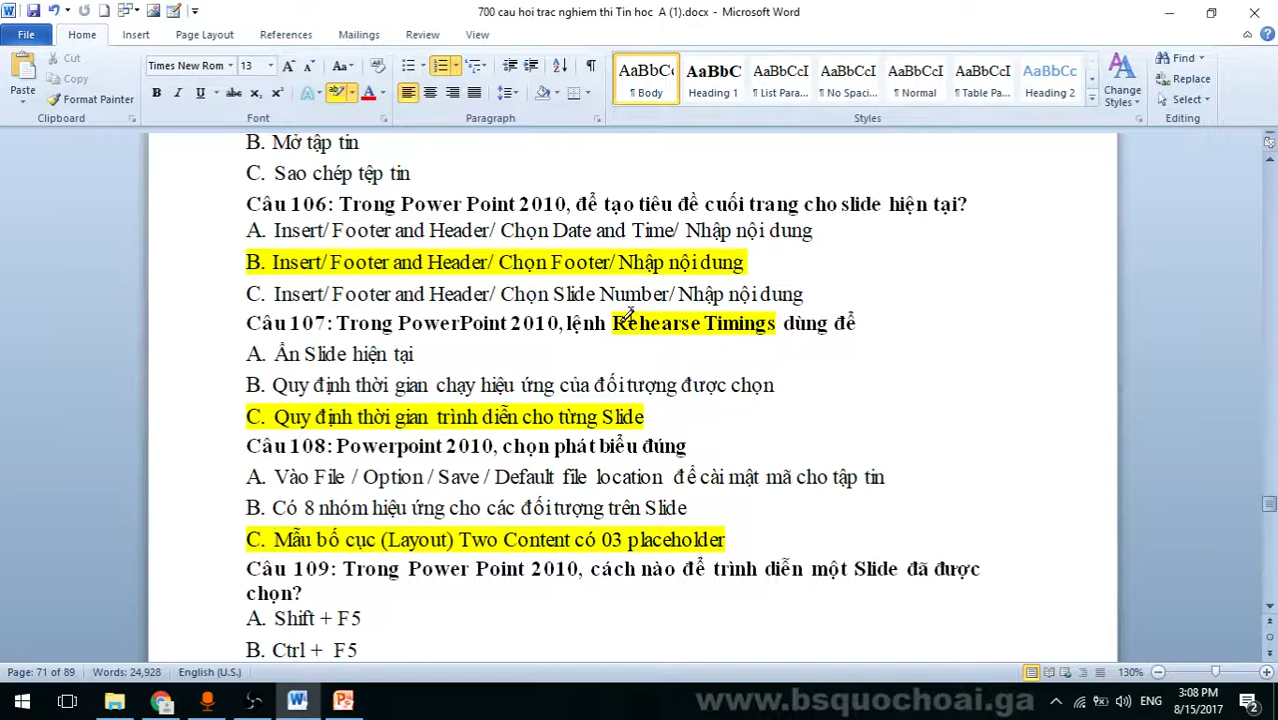 700 cau hoi trac nghiem thi Tin hoc A (1).docx - Microsoft Word
File Home Insert Page Layout References Mailings Review View
Paste Cut Copy Format Painter Clipboard
Times New Rom 13 Aa Font
Paragraph
AaBbCc Body AaBbC Heading 1 AaBbCcI List Para... AaBbCcI No Spaci... AaBbCcI Normal AaBbCcI Table Pa... AaBbCc Heading 2 Change Styles Styles
Find Replace Select Editing
B. Mở tập tin
C. Sao chép tệp tin
Câu 106: Trong Power Point 2010, để tạo tiêu đề cuối trang cho slide hiện tại?
A. Insert/ Footer and Header/ Chọn Date and Time/ Nhập nội dung
B. Insert/ Footer and Header/ Chọn Footer/ Nhập nội dung
C. Insert/ Footer and Header/ Chọn Slide Number/ Nhập nội dung
Câu 107: Trong PowerPoint 2010, lệnh Rehearse Timings dùng để
A. Ẩn Slide hiện tại
B. Quy định thời gian chạy hiệu ứng của đối tượng được chọn
C. Quy định thời gian trình diễn cho từng Slide
Câu 108: Powerpoint 2010, chọn phát biểu đúng
A. Vào File / Option / Save / Default file location để cài mật mã cho tập tin
B. Có 8 nhóm hiệu ứng cho các đối tượng trên Slide
C. Mẫu bố cục (Layout) Two Content có 03 placeholder
Câu 109: Trong Power Point 2010, cách nào để trình diễn một Slide đã được
chọn?
A. Shift + F5
B. Ctrl + F5
Page: 71 of 89 Words: 24,928 English (U.S.) 130%
www.bsquochoai.ga
ENG 3:08 PM
8/15/2017 2